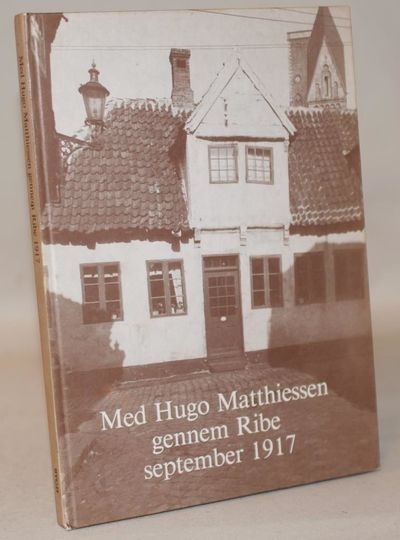 Med Hugo Matthiessen
gennem Ribe
september 1917
Med Hugo Matthiessen gennem Ribe 1917